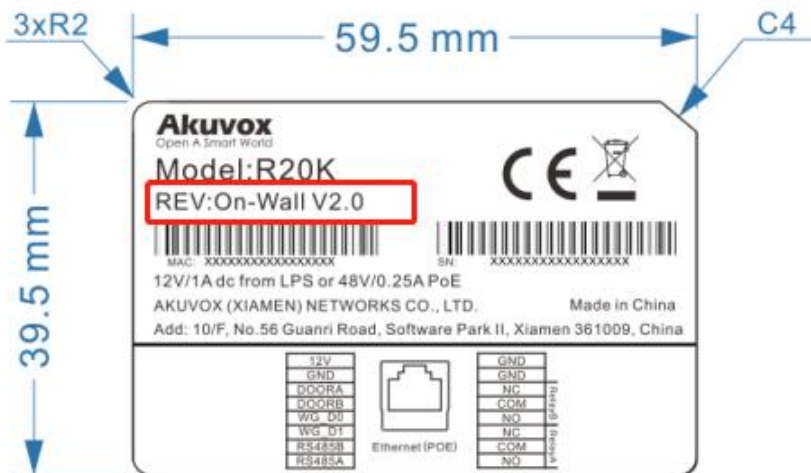 3xR2
59.5 mm
C4
39.5 mm
Akuvox
Open A Smart World
Model:R20K
REV:On-Wall V2.0
CE
MAC: XXXXXXXXXXXXXXXXX
SN: XXXXXXXXXXXXXXXXX
12V/1A dc from LPS or 48V/0.25A PoE
AKUVOX (XIAMEN) NETWORKS CO., LTD. Made in China
Add: 10/F, No.56 Guanri Road, Software Park II, Xiamen 361009, China
12V
GND
DOORA
DOORB
WG_D0
WG_D1
RS485B
RS485A
Ethernet(POE)
GND
GND
NC
COM
NO
NC
COM
NO
RelayB
RelayA